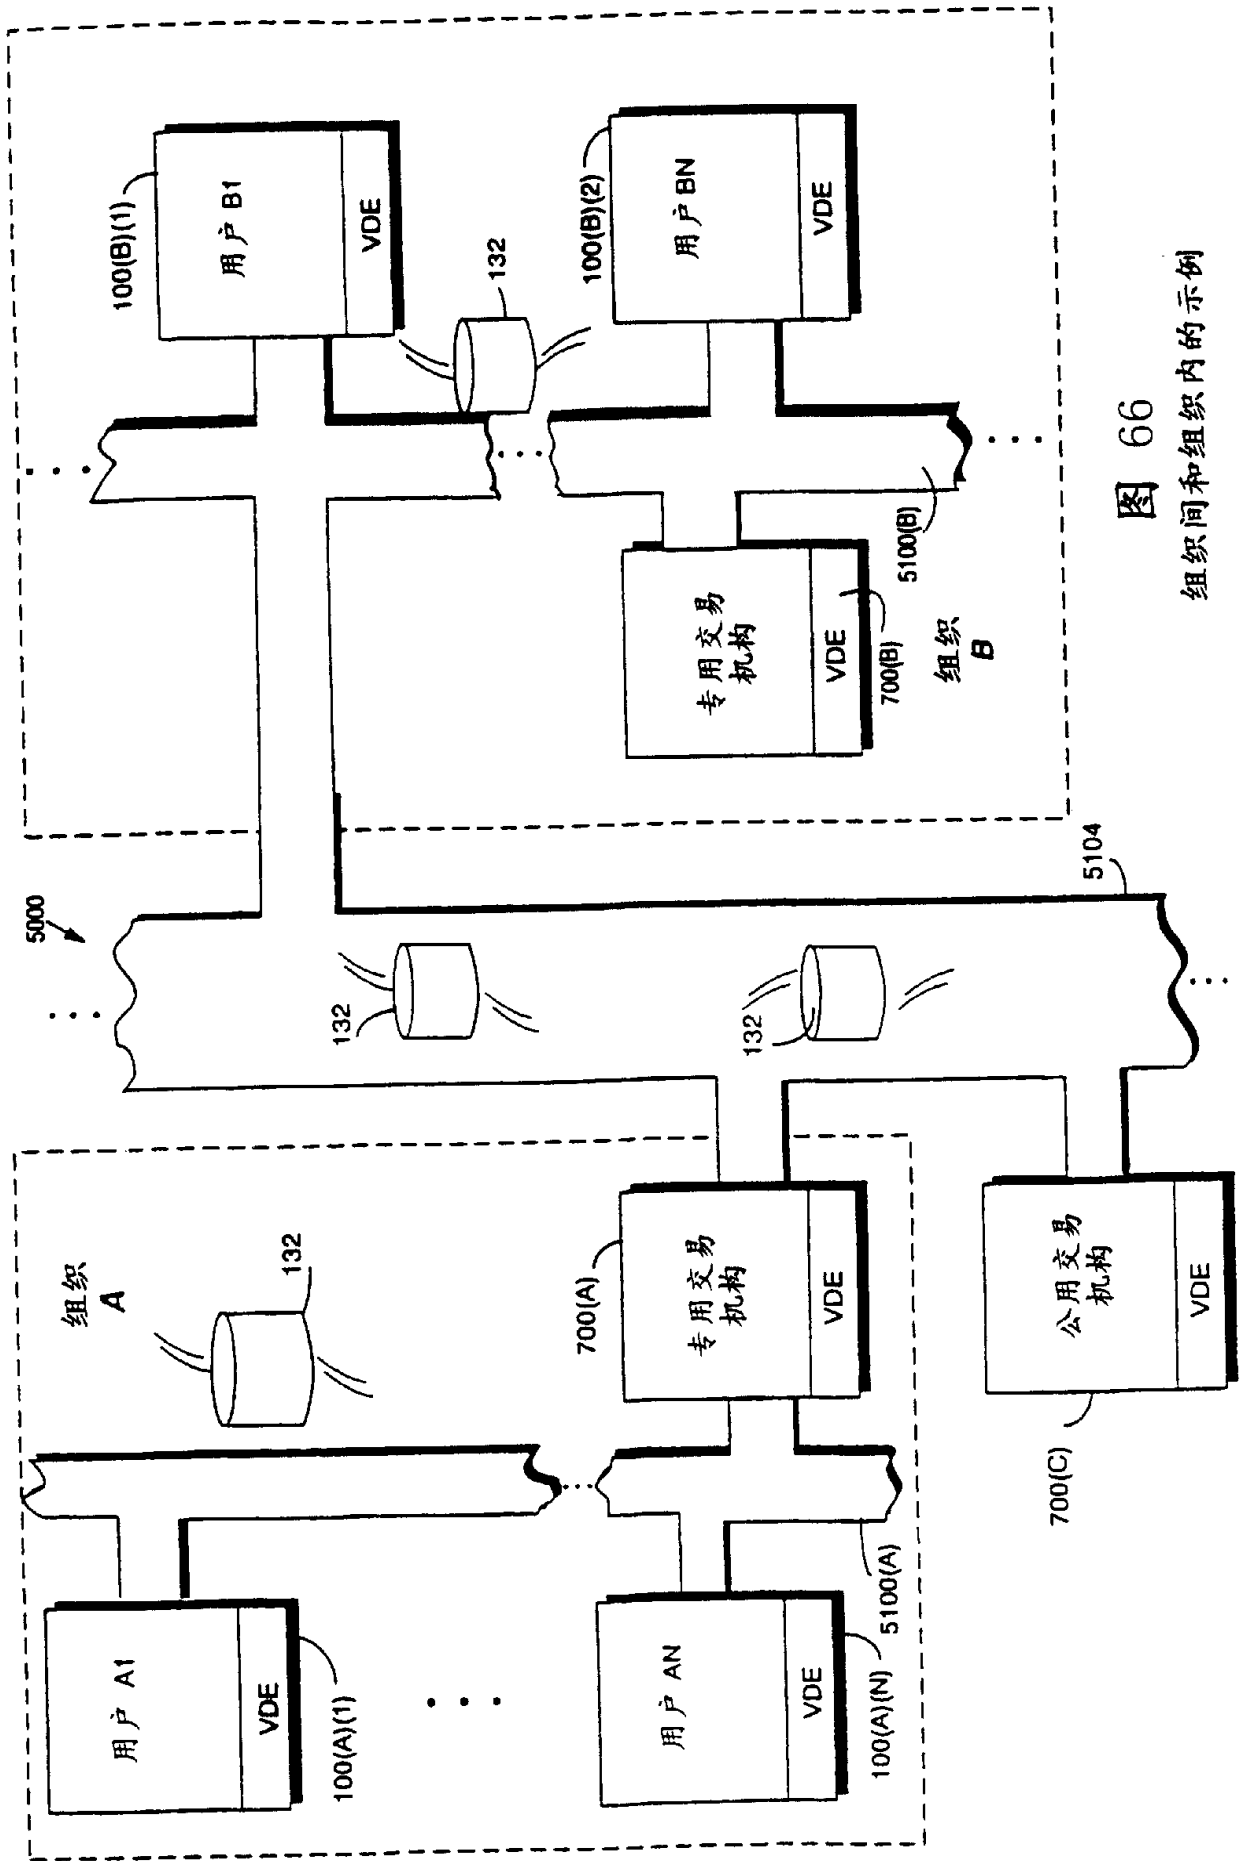 5000
组织
A
132
用户 A1
VDE
100(A)(1)
用户 AN
VDE
100(A)(N)
5100(A)
700(A)
专用交易
机构
VDE
132
132
5104
公用交易
机构
VDE
700(C)
100(B)(1)
用户 B1
VDE
132
100(B)(2)
用户 BN
VDE
专用交易
机构
VDE
700(B)
5100(B)
组织
B
图 66
组织间和组织内的示例